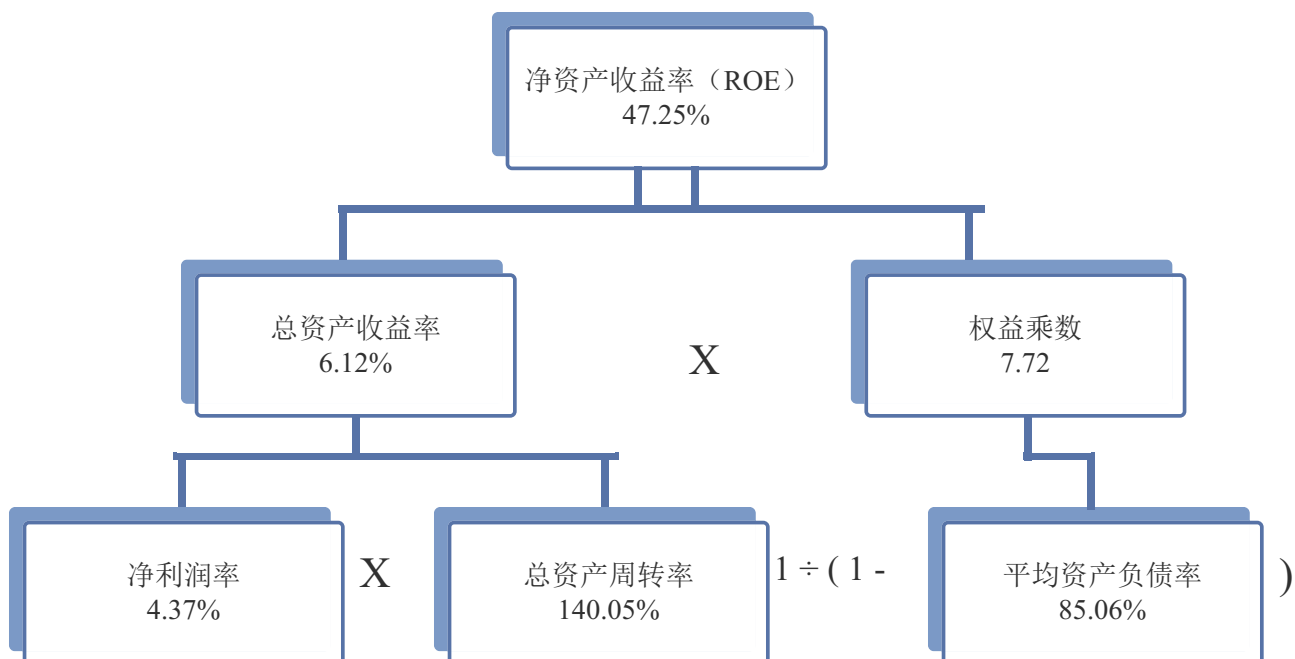 净资产收益率（ROE）
47.25%
总资产收益率
6.12%
X
权益乘数
7.72
净利润率
4.37%
X
总资产周转率
140.05%
1 ÷ ( 1 -
平均资产负债率
85.06%
)